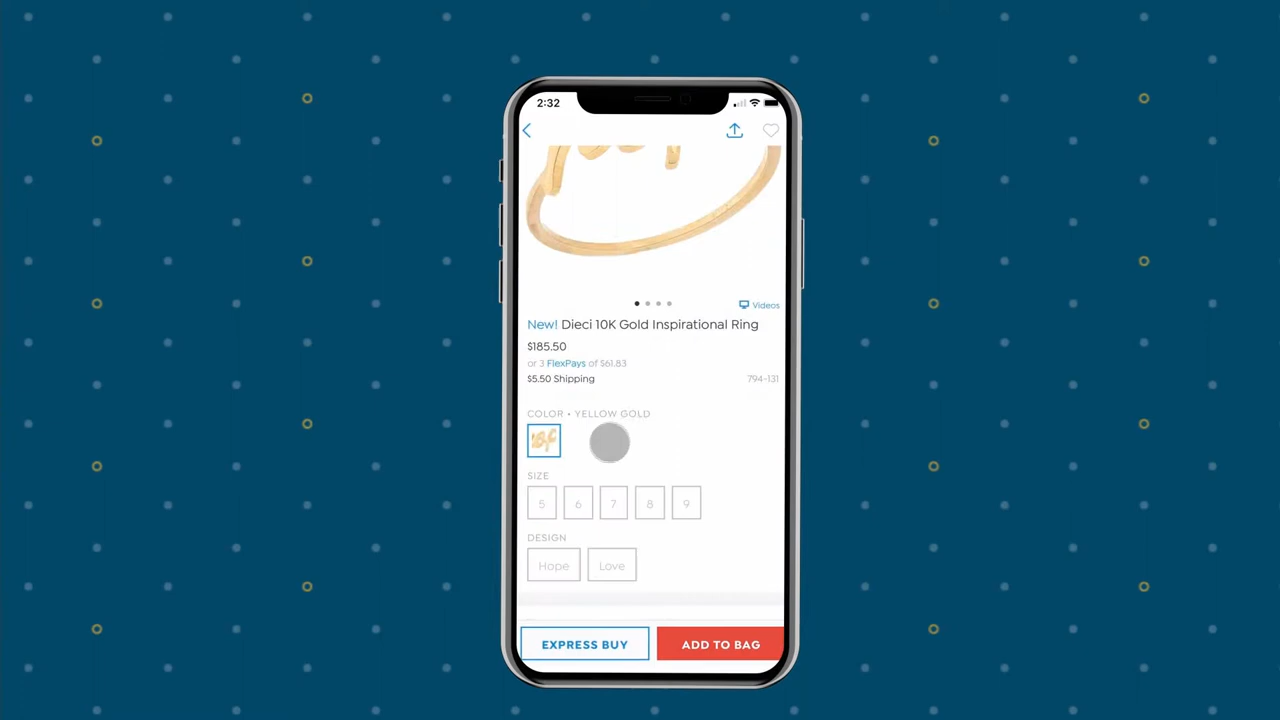 2:32
Videos
New! Dieci 10K Gold Inspirational Ring
$185.50
or 3 FlexPays of $61.83
$5.50 Shipping 794-131
COLOR • YELLOW GOLD
SIZE
5 6 7 8 9
DESIGN
Hope Love
EXPRESS BUY ADD TO BAG